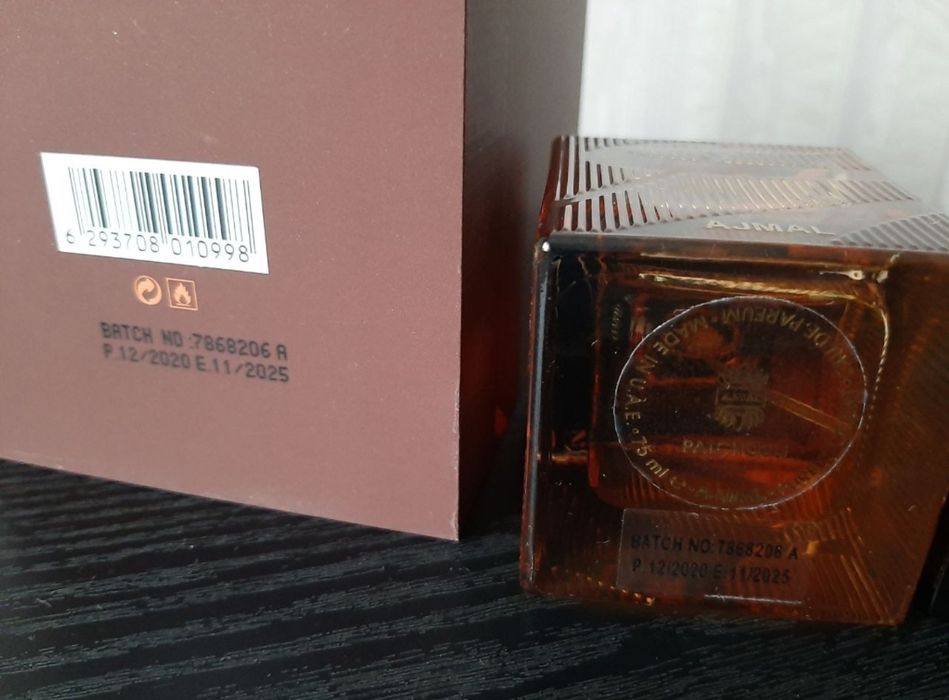 6 293708 010998
BATCH NO :7868206 A
P.12/2020 E.11/2025
AJMAL
DE PARFUM • MADE IN U.A.E • 75 ml e
PATCHOULI
BATCH NO:7868206 A
P.12/2020 E.11/2025